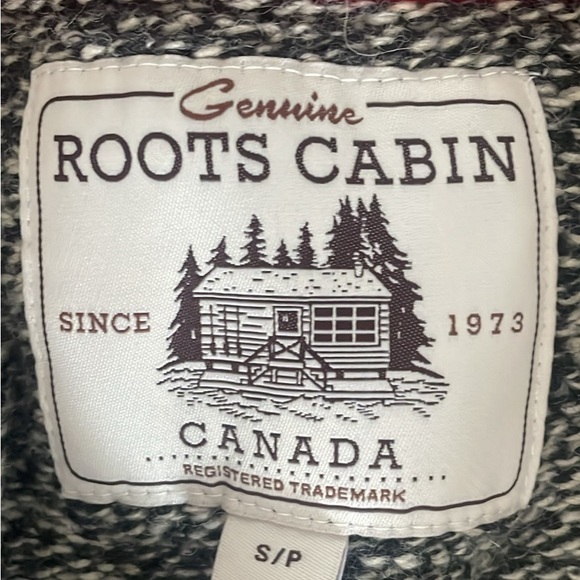 Genuine
ROOTS CABIN
SINCE 1973
CANADA
REGISTERED TRADEMARK
S/P